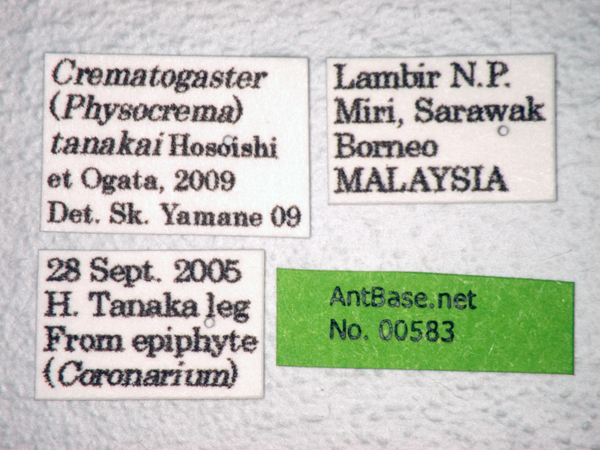 Crematogaster
(Physocrema)
tanakai Hosoishi
et Ogata, 2009
Det. Sk. Yamane 09
Lambir N.P.
Miri, Sarawak
Borneo
MALAYSIA
28 Sept. 2005
H. Tanaka leg
From epiphyte
(Coronarium)
AntBase.net
No. 00583